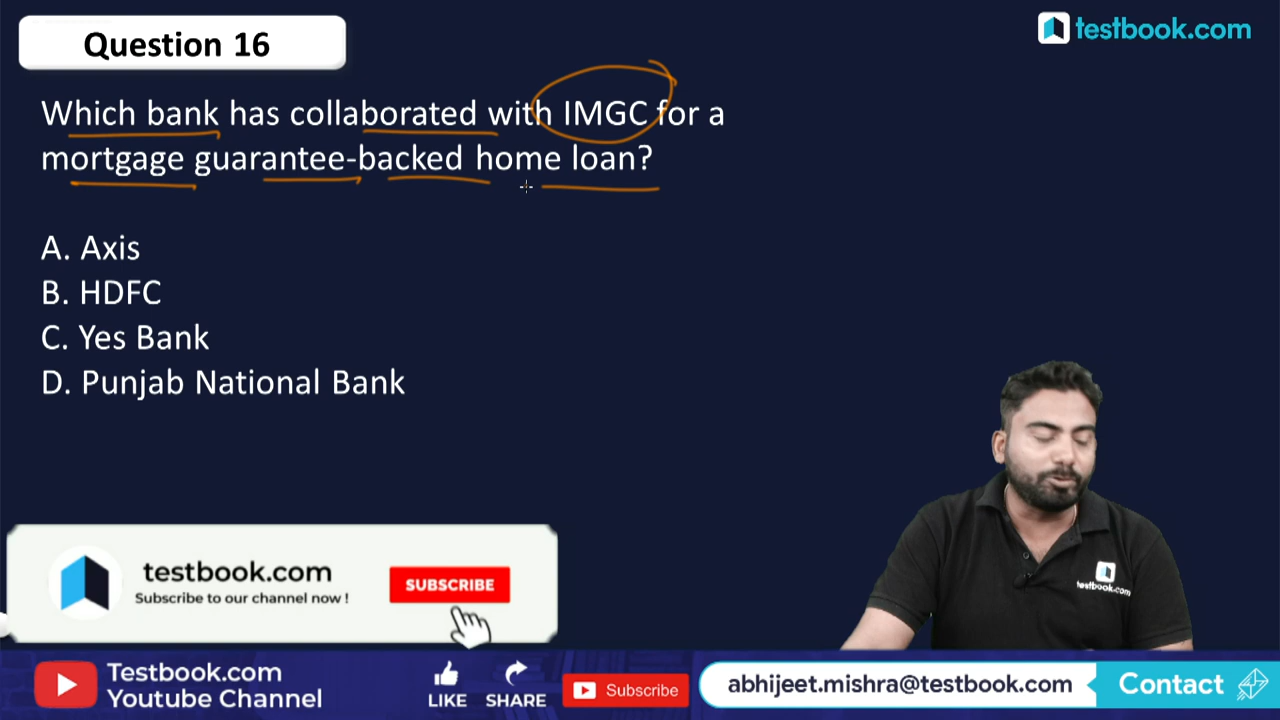 Question 16
testbook.com
Which bank has collaborated with IMGC for a
mortgage guarantee-backed home loan?
A. Axis
B. HDFC
C. Yes Bank
D. Punjab National Bank
testbook.com
testbook.com
Subscribe to our channel now !
SUBSCRIBE
Testbook.com
Youtube Channel
LIKE
SHARE
Subscribe
abhijeet.mishra@testbook.com
Contact